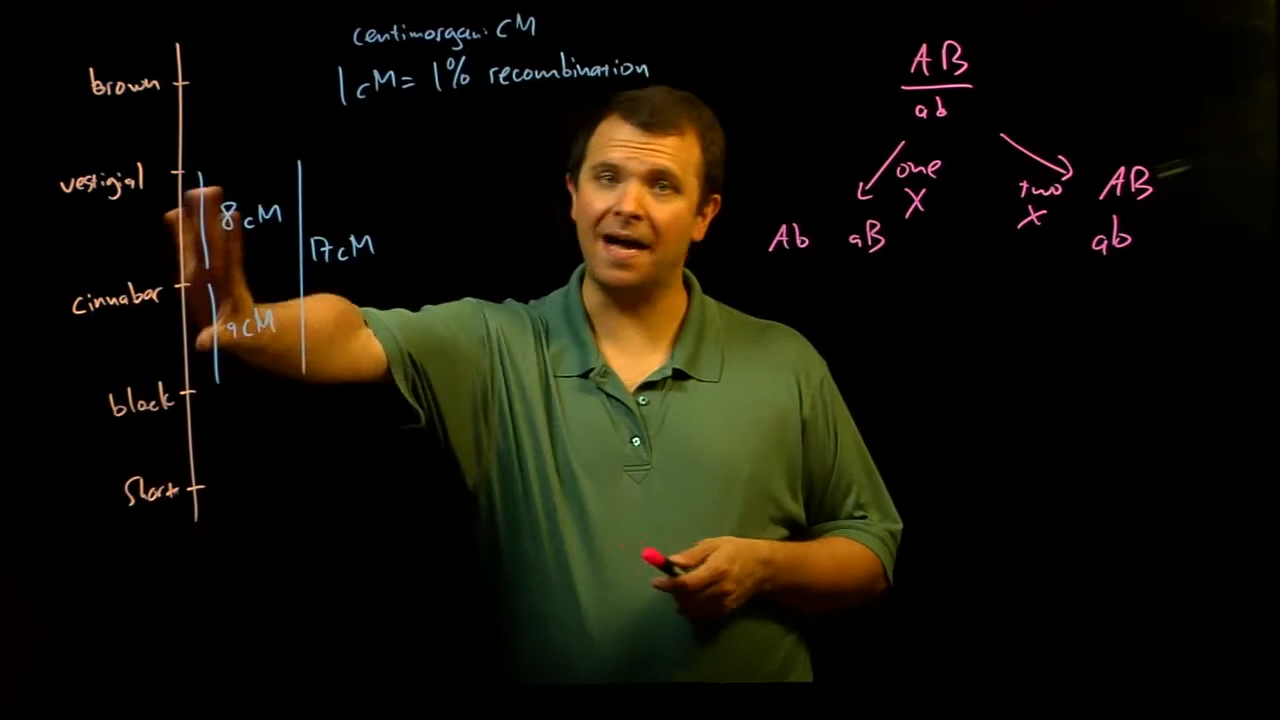 centimorgan: cM
1 cM = 1% recombination
brown
vestigial
8 cM
17 cM
cinnabar
9 cM
black
Short
AB
ab
one
X
two
X
Ab aB
AB
ab